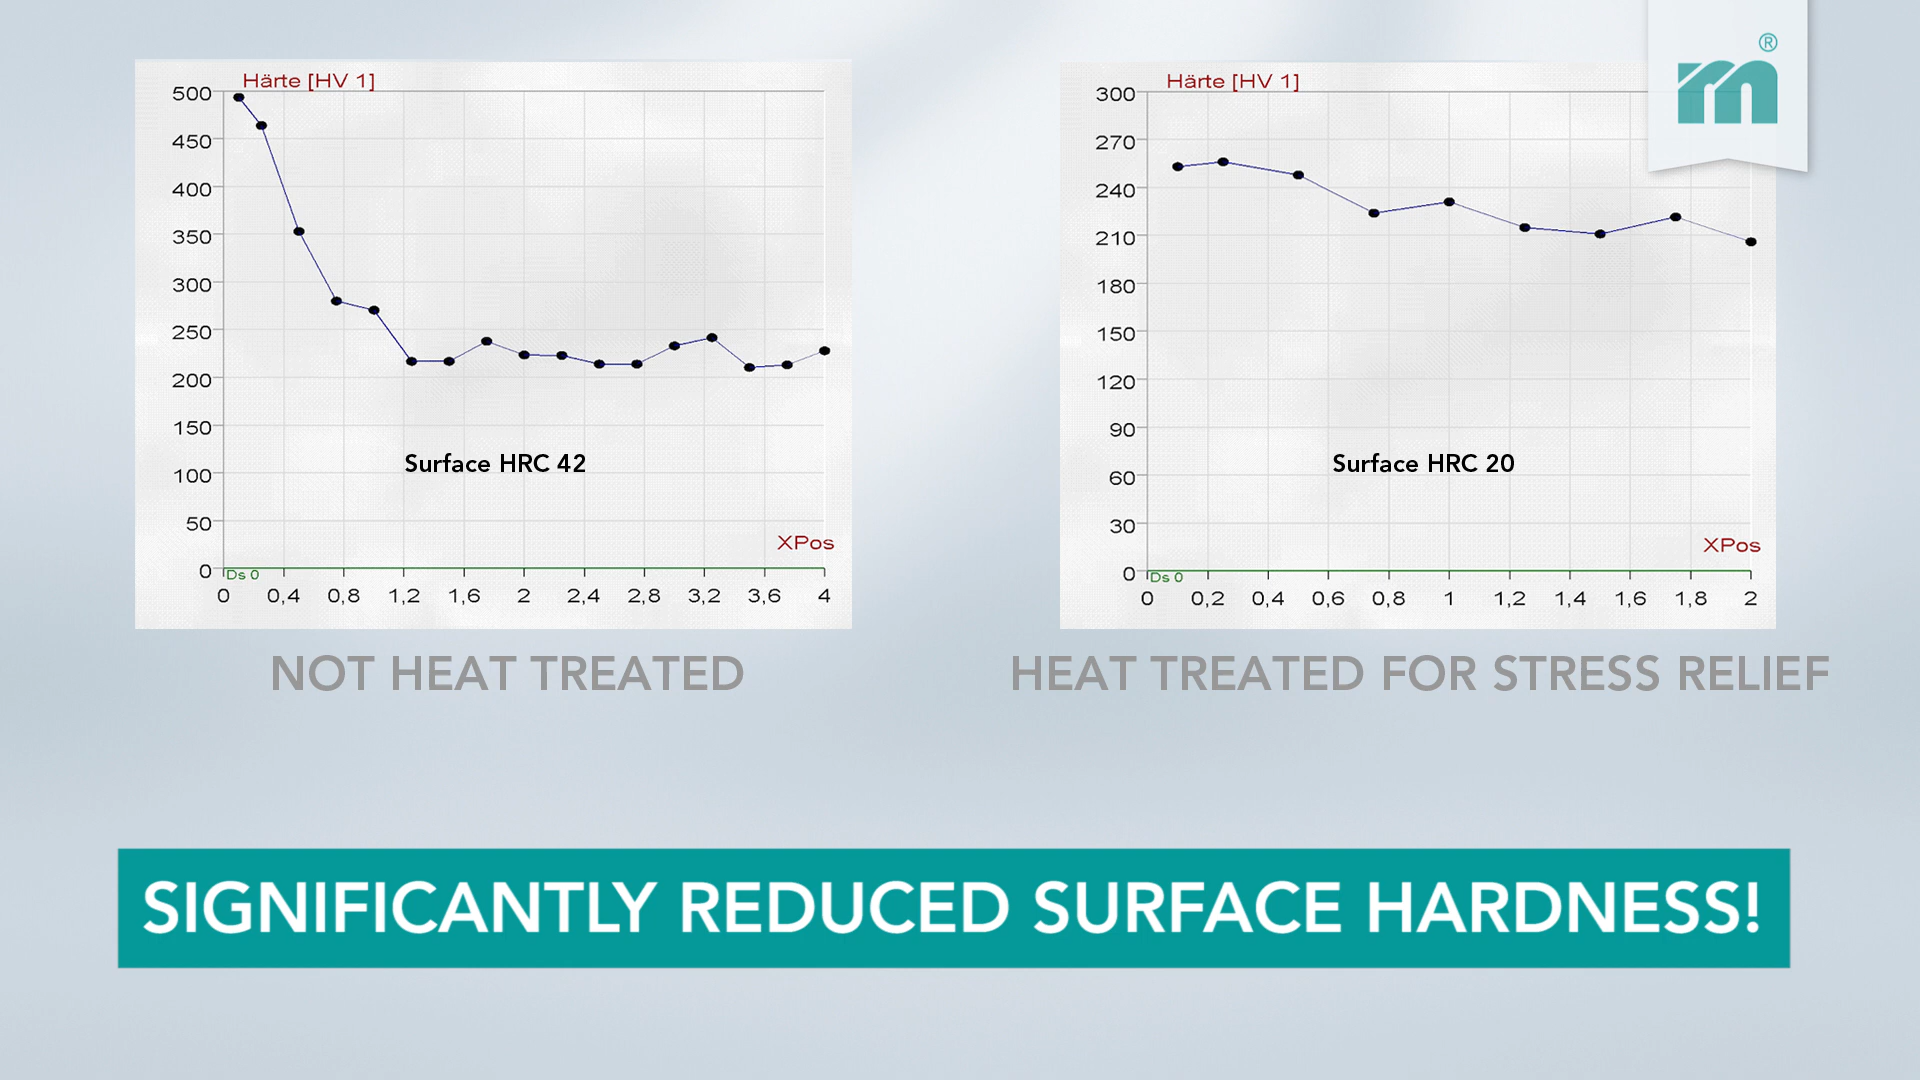 Härte [HV 1]
500
450
400
350
300
250
200
150
100
50
0
Surface HRC 42
XPos
Ds 0
0 0,4 0,8 1,2 1,6 2 2,4 2,8 3,2 3,6 4
NOT HEAT TREATED
Härte [HV 1]
300
270
240
210
180
150
120
90
60
30
0
Surface HRC 20
XPos
Ds 0
0 0,2 0,4 0,6 0,8 1 1,2 1,4 1,6 1,8 2
HEAT TREATED FOR STRESS RELIEF
m®
SIGNIFICANTLY REDUCED SURFACE HARDNESS!